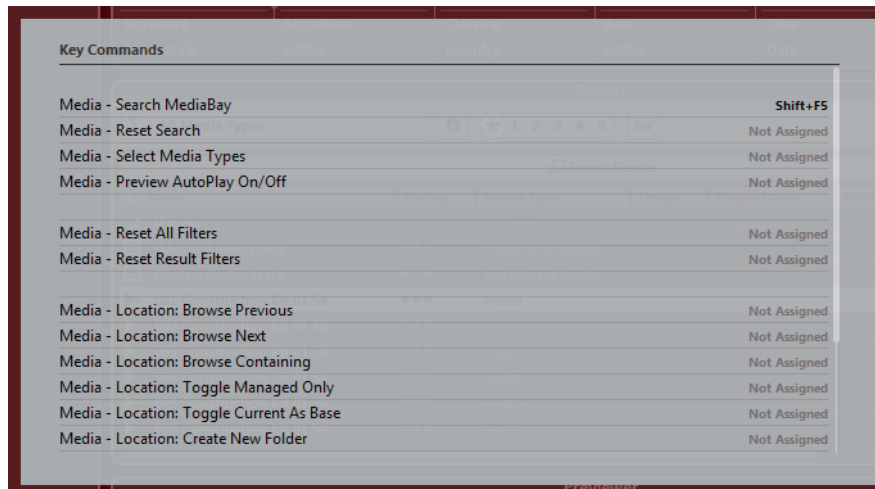 Key Commands
Media - Search MediaBay Shift+F5
Media - Reset Search Not Assigned
Media - Select Media Types Not Assigned
Media - Preview AutoPlay On/Off Not Assigned
Media - Reset All Filters Not Assigned
Media - Reset Result Filters Not Assigned
Media - Location: Browse Previous Not Assigned
Media - Location: Browse Next Not Assigned
Media - Location: Browse Containing Not Assigned
Media - Location: Toggle Managed Only Not Assigned
Media - Location: Toggle Current As Base Not Assigned
Media - Location: Create New Folder Not Assigned
Previewer